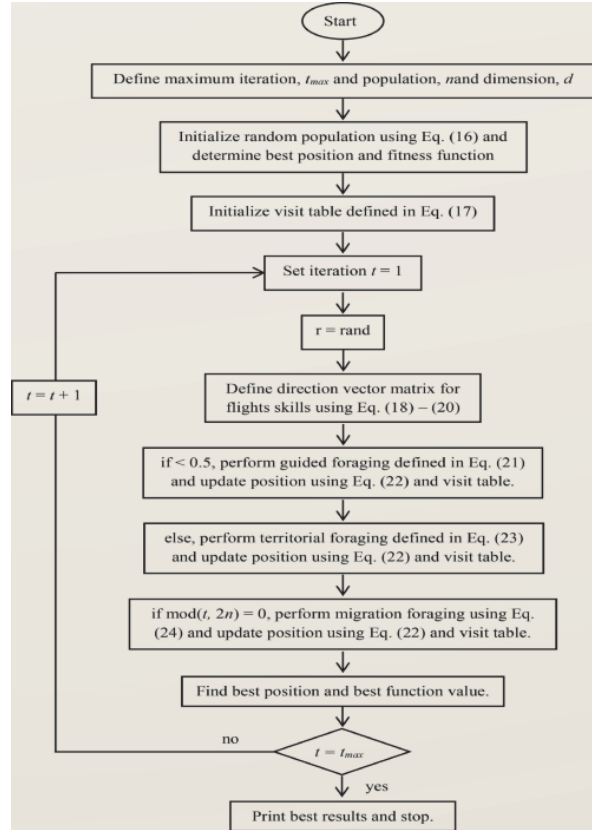 Start
Define maximum iteration, tmax and population, nand dimension, d
Initialize random population using Eq. (16) and
determine best position and fitness function
Initialize visit table defined in Eq. (17)
Set iteration t = 1
r = rand
t = t + 1
Define direction vector matrix for
flights skills using Eq. (18) – (20)
if < 0.5, perform guided foraging defined in Eq. (21)
and update position using Eq. (22) and visit table.
else, perform territorial foraging defined in Eq. (23)
and update position using Eq. (22) and visit table.
if mod(t, 2n) = 0, perform migration foraging using Eq.
(24) and update position using Eq. (22) and visit table.
Find best position and best function value.
no
t = tmax
yes
Print best results and stop.